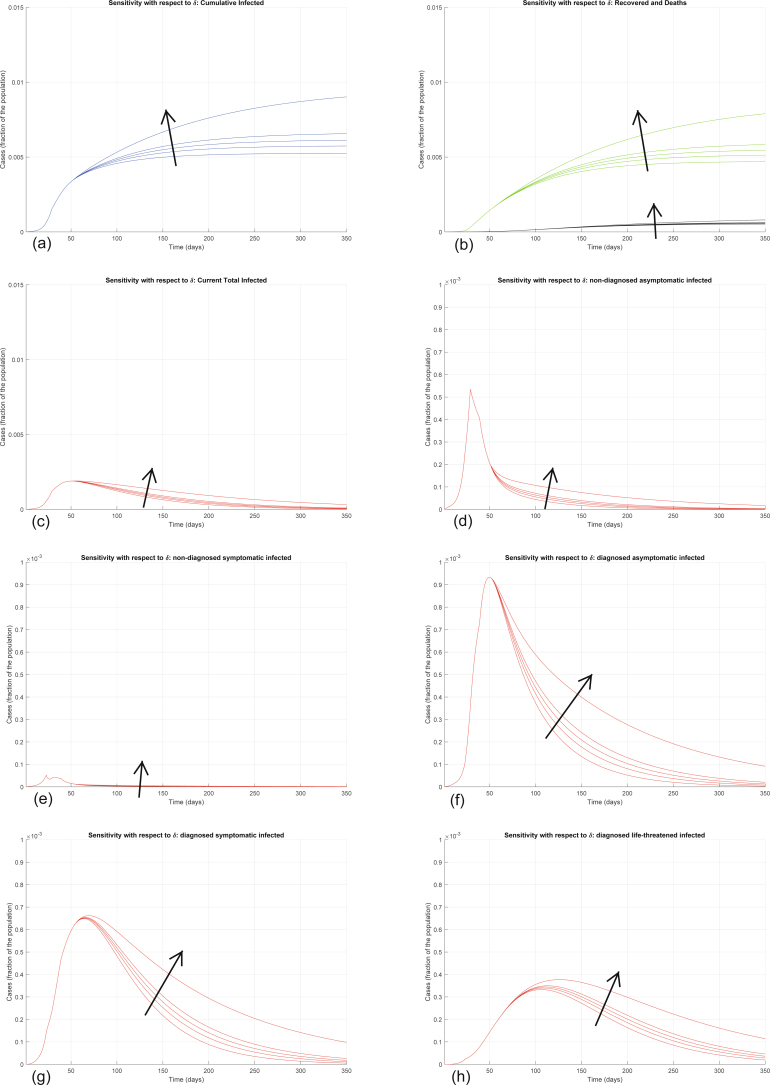 Sensitivity with respect to δ: Cumulative Infected
0.015
0.01
0.005
0
50 100 150 200 250 300 350
Time (days)
Cases (fraction of the population)
(a)
Sensitivity with respect to δ: Recovered and Deaths
0.015
0.01
0.005
0
50 100 150 200 250 300 350
Time (days)
Cases (fraction of the population)
(b)
Sensitivity with respect to δ: Current Total Infected
0.015
0.01
0.005
0
50 100 150 200 250 300 350
Time (days)
Cases (fraction of the population)
(c)
Sensitivity with respect to δ: non-diagnosed asymptomatic infected
×10⁻³
1
0.9
0.8
0.7
0.6
0.5
0.4
0.3
0.2
0.1
0
50 100 150 200 250 300 350
Time (days)
Cases (fraction of the population)
(d)
Sensitivity with respect to δ: non-diagnosed symptomatic infected
×10⁻³
1
0.9
0.8
0.7
0.6
0.5
0.4
0.3
0.2
0.1
0
50 100 150 200 250 300 350
Time (days)
Cases (fraction of the population)
(e)
Sensitivity with respect to δ: diagnosed asymptomatic infected
×10⁻³
1
0.9
0.8
0.7
0.6
0.5
0.4
0.3
0.2
0.1
0
50 100 150 200 250 300 350
Time (days)
Cases (fraction of the population)
(f)
Sensitivity with respect to δ: diagnosed symptomatic infected
×10⁻³
1
0.9
0.8
0.7
0.6
0.5
0.4
0.3
0.2
0.1
0
50 100 150 200 250 300 350
Time (days)
Cases (fraction of the population)
(g)
Sensitivity with respect to δ: diagnosed life-threatened infected
×10⁻³
1
0.9
0.8
0.7
0.6
0.5
0.4
0.3
0.2
0.1
0
50 100 150 200 250 300 350
Time (days)
Cases (fraction of the population)
(h)